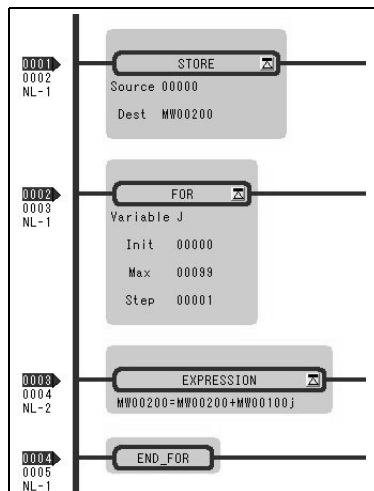 0001 STORE
0002
NL-1
Source 00000
Dest MW00200
0002 FOR
0003
NL-1
Variable J
Init 00000
Max 00099
Step 00001
0003 EXPRESSION
0004
NL-2
MW00200=MW00200+MW00100j
0004 END_FOR
0005
NL-1